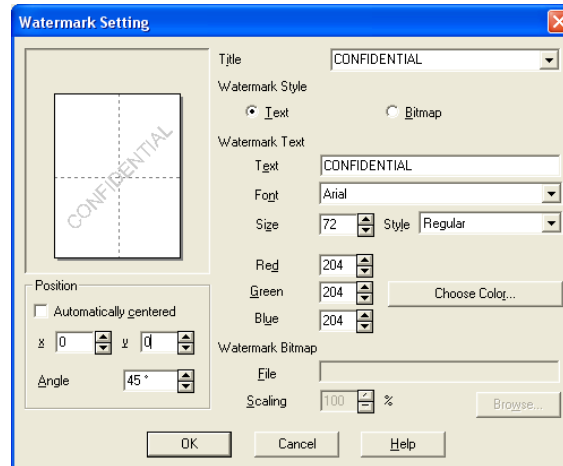 Watermark Setting
Title CONFIDENTIAL
Watermark Style
Text Bitmap
CONFIDENTIAL
Watermark Text
Text CONFIDENTIAL
Font Arial
Size 72 Style Regular
Red 204
Green 204 Choose Color...
Blue 204
Position
Automatically centered
x 0 y 0
Angle 45 °
Watermark Bitmap
File
Scaling 100 % Browse...
OK Cancel Help